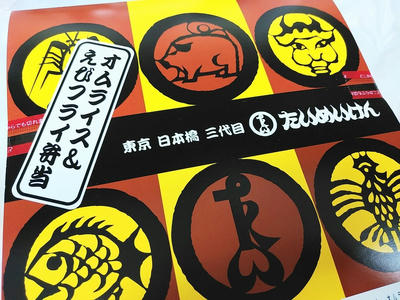 オムライス&
えびフライ弁当
東京 日本橋 三代目
たいめいけん